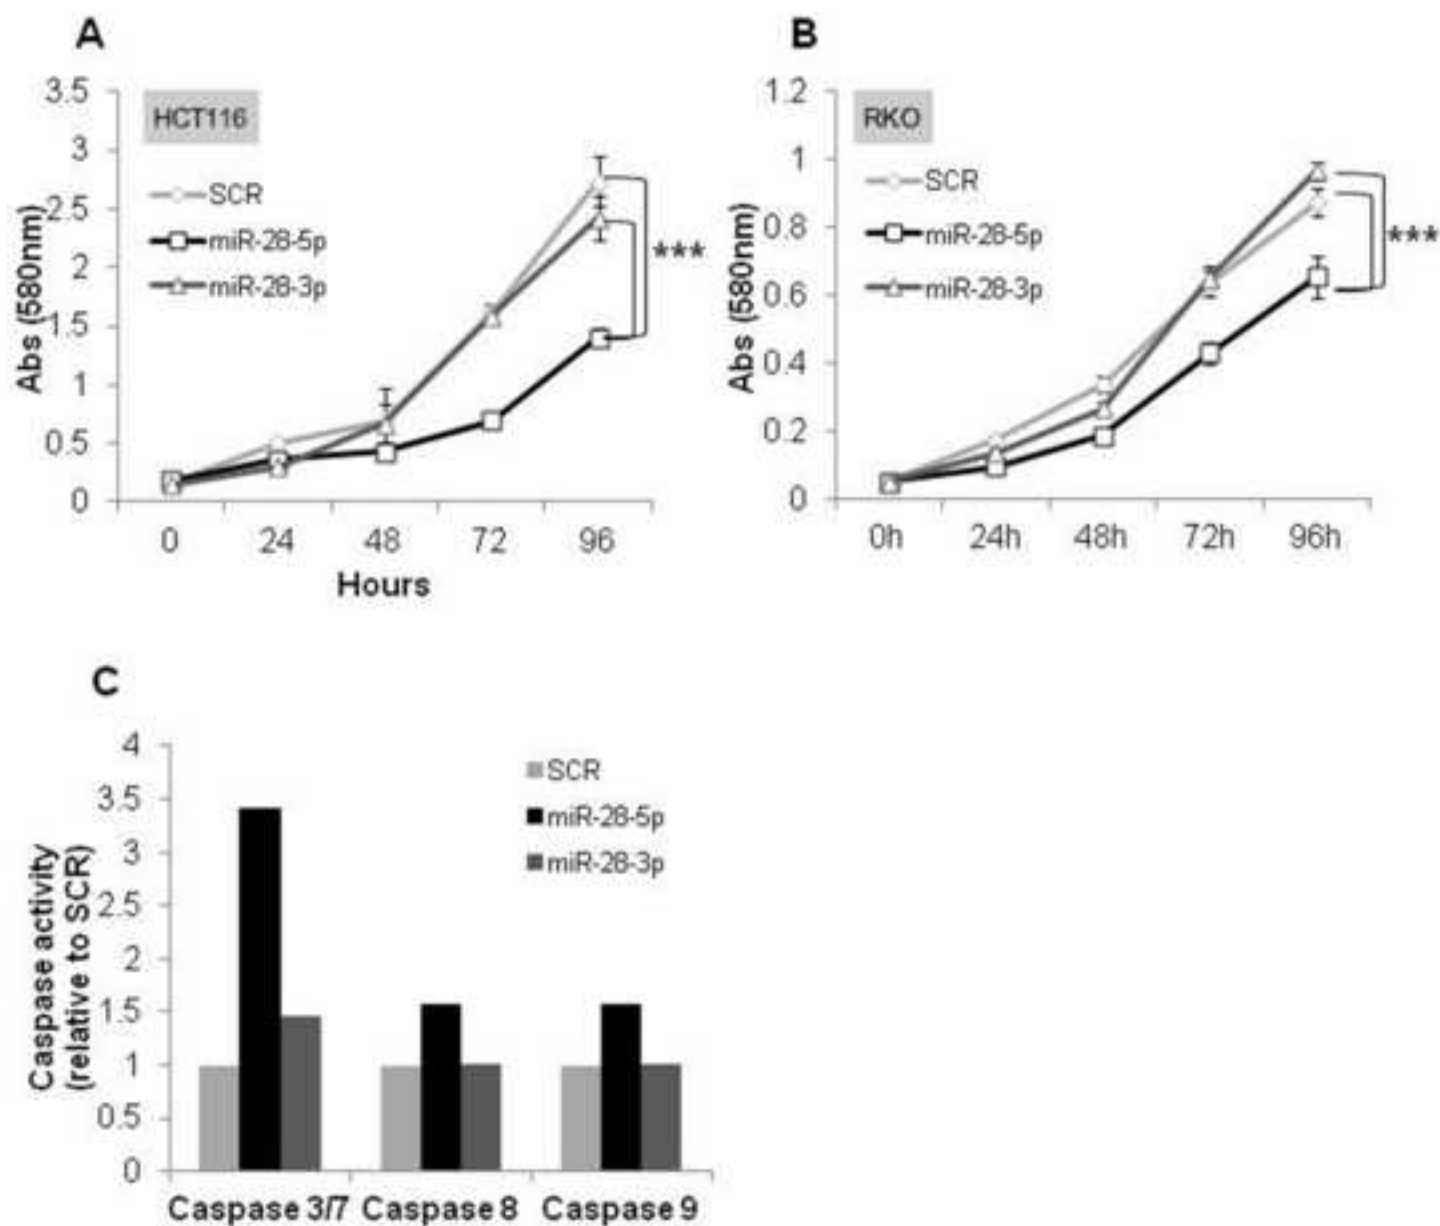 A
3.5
3
2.5
2
1.5
1
0.5
0
Abs (580nm)
HCT116
SCR
miR-28-5p
miR-28-3p
***
0 24 48 72 96
Hours
B
1.2
1
0.8
0.6
0.4
0.2
0
Abs (580nm)
RKO
SCR
miR-28-5p
miR-28-3p
***
0h 24h 48h 72h 96h
C
4
3.5
3
2.5
2
1.5
1
0.5
0
Caspase activity
(relative to SCR)
SCR
miR-28-5p
miR-28-3p
Caspase 3/7 Caspase 8 Caspase 9